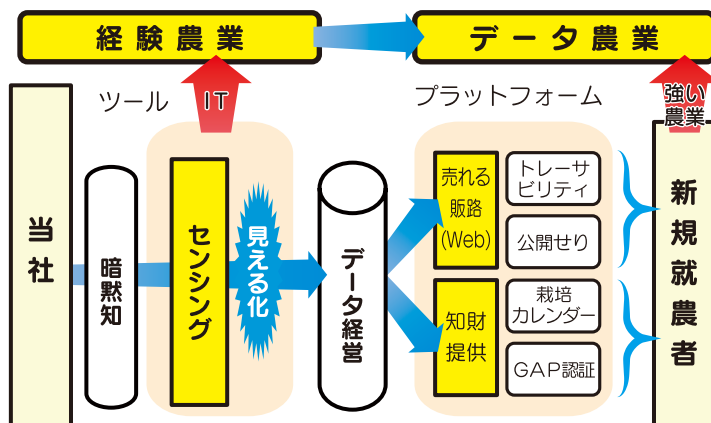 経験農業
データ農業
ツール
IT
プラットフォーム
強い
農業
当社
暗黙知
センシング
見える化
データ経営
売れる
販路
(Web)
トレーサ
ビリティ
公開せり
知財
提供
栽培
カレンダー
GAP認証
新規就農者